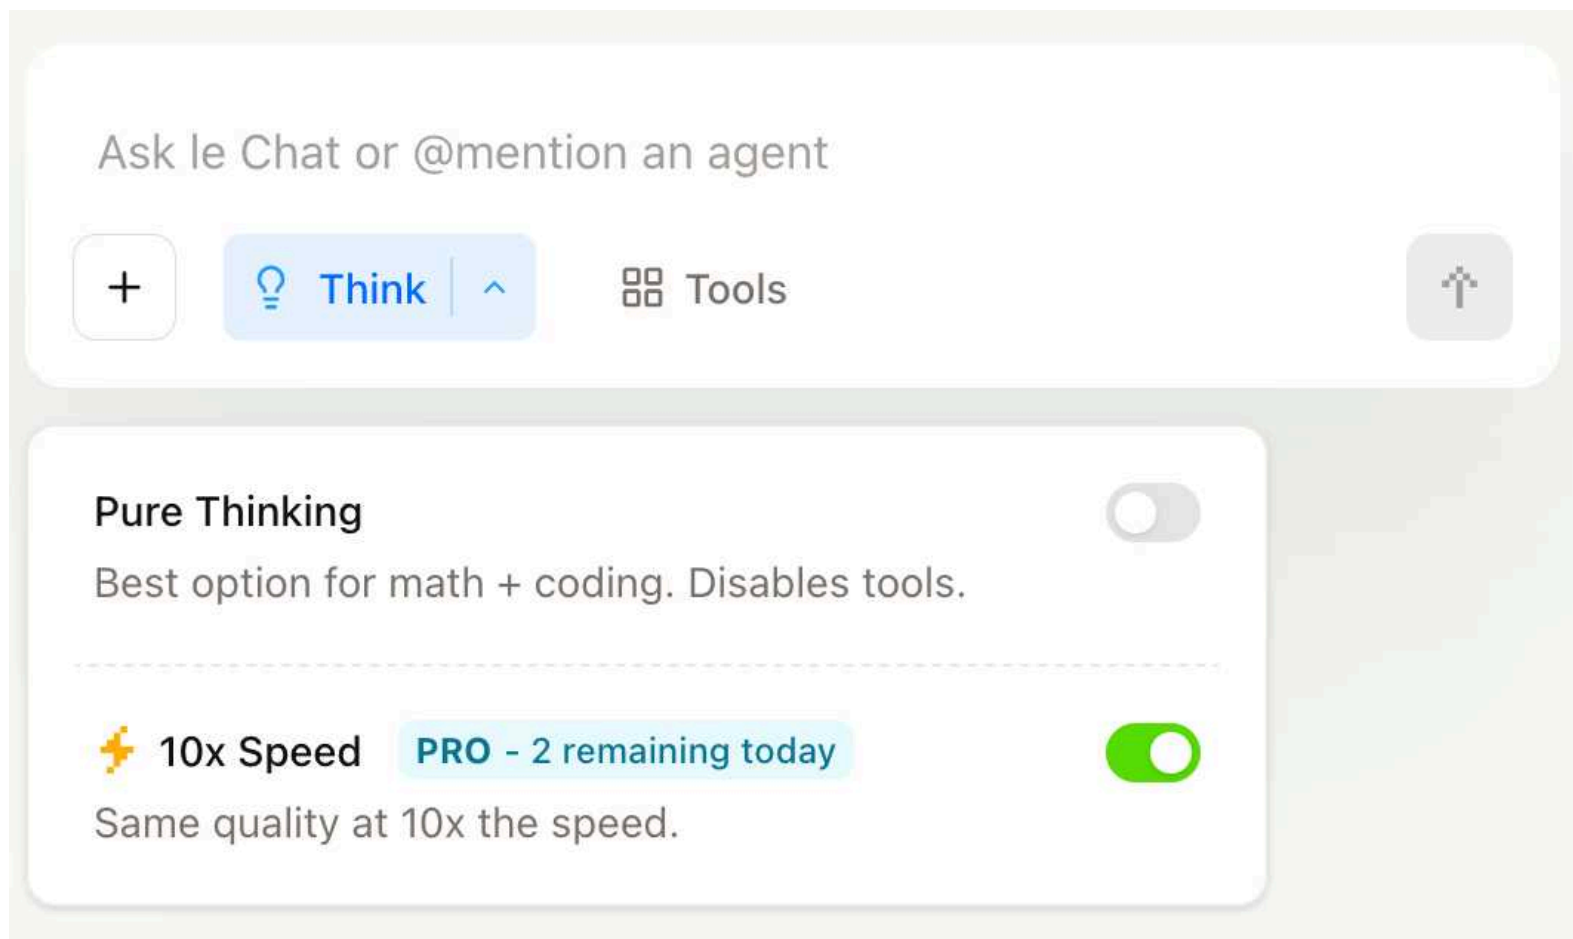 Ask le Chat or @mention an agent
Think
Tools
Pure Thinking
Best option for math + coding. Disables tools.
10x Speed PRO - 2 remaining today
Same quality at 10x the speed.